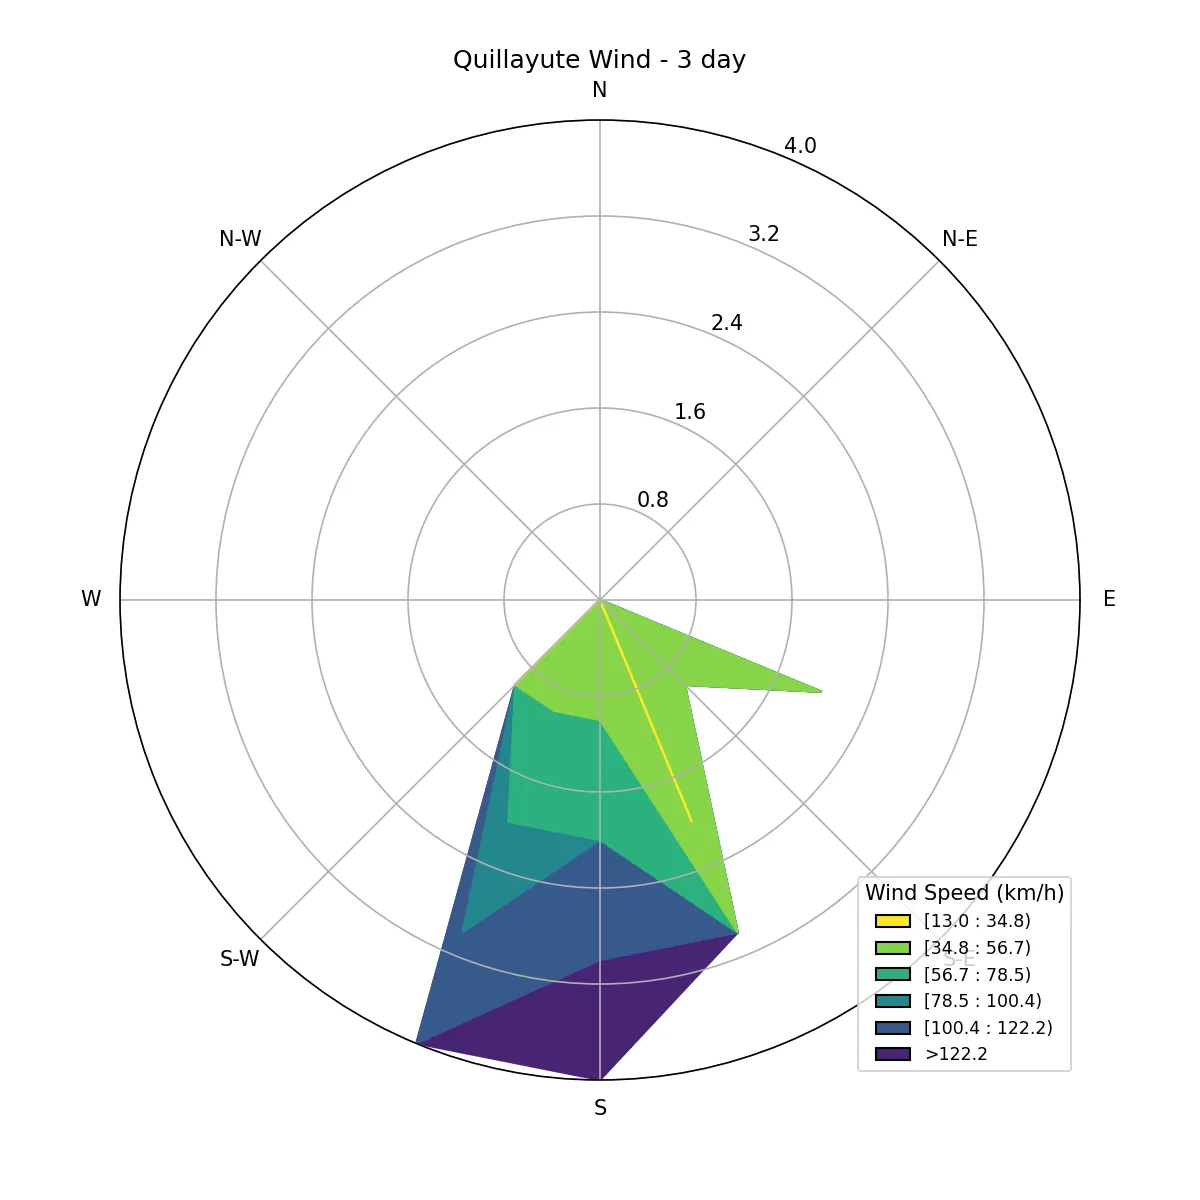 Quillayute Wind - 3 day
N
4.0
N-W
3.2
N-E
2.4
1.6
0.8
W
E
Wind Speed (km/h)
[13.0 : 34.8)
[34.8 : 56.7)
S-W
S-E
[56.7 : 78.5)
[78.5 : 100.4)
[100.4 : 122.2)
>122.2
S